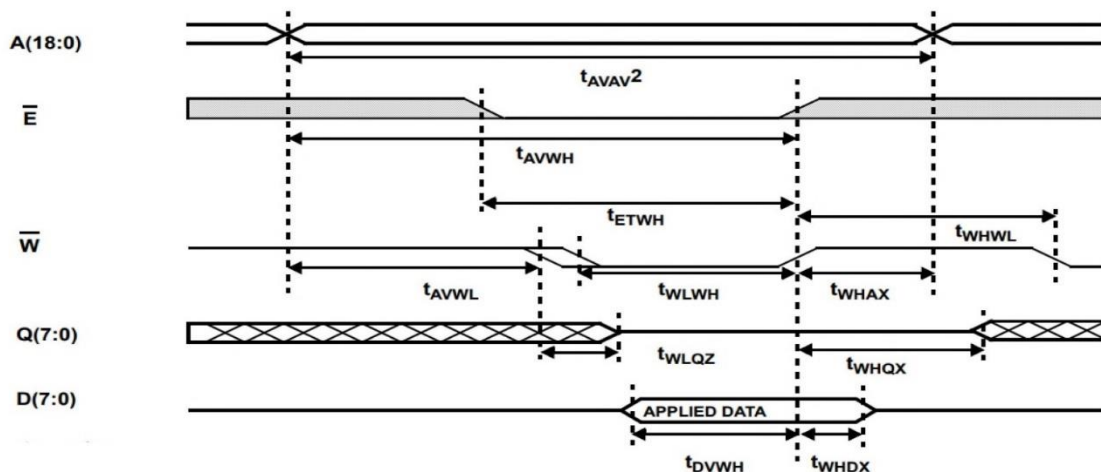 A(18:0)
tAVAV2
E
tAVWH
tETWH
W
tWHWL
tAVWL
tWLWH
tWHAX
Q(7:0)
tWLQZ
tWHQX
D(7:0)
APPLIED DATA
tDVWH
tWHDX